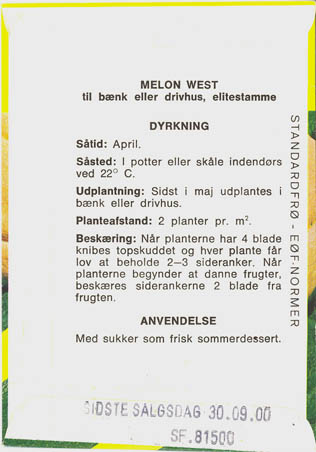 MELON WEST
til bænk eller drivhus, elitestamme
DYRKNING
Såtid: April.
Såsted: I potter eller skåle indendørs
ved 22° C.
Udplantning: Sidst i maj udplantes i
bænk eller drivhus.
Planteafstand: 2 planter pr. m².
Beskæring: Når planterne har 4 blade
knibes topskuddet og hver plante får
lov at beholde 2–3 sideranker. Når
planterne begynder at danne frugter,
beskæres siderankerne 2 blade fra
frugten.
ANVENDELSE
Med sukker som frisk sommerdessert.
STANDARDFRØ - EØF-NORMER
SIDSTE SALGSDAG 30.09.00
SF.81500